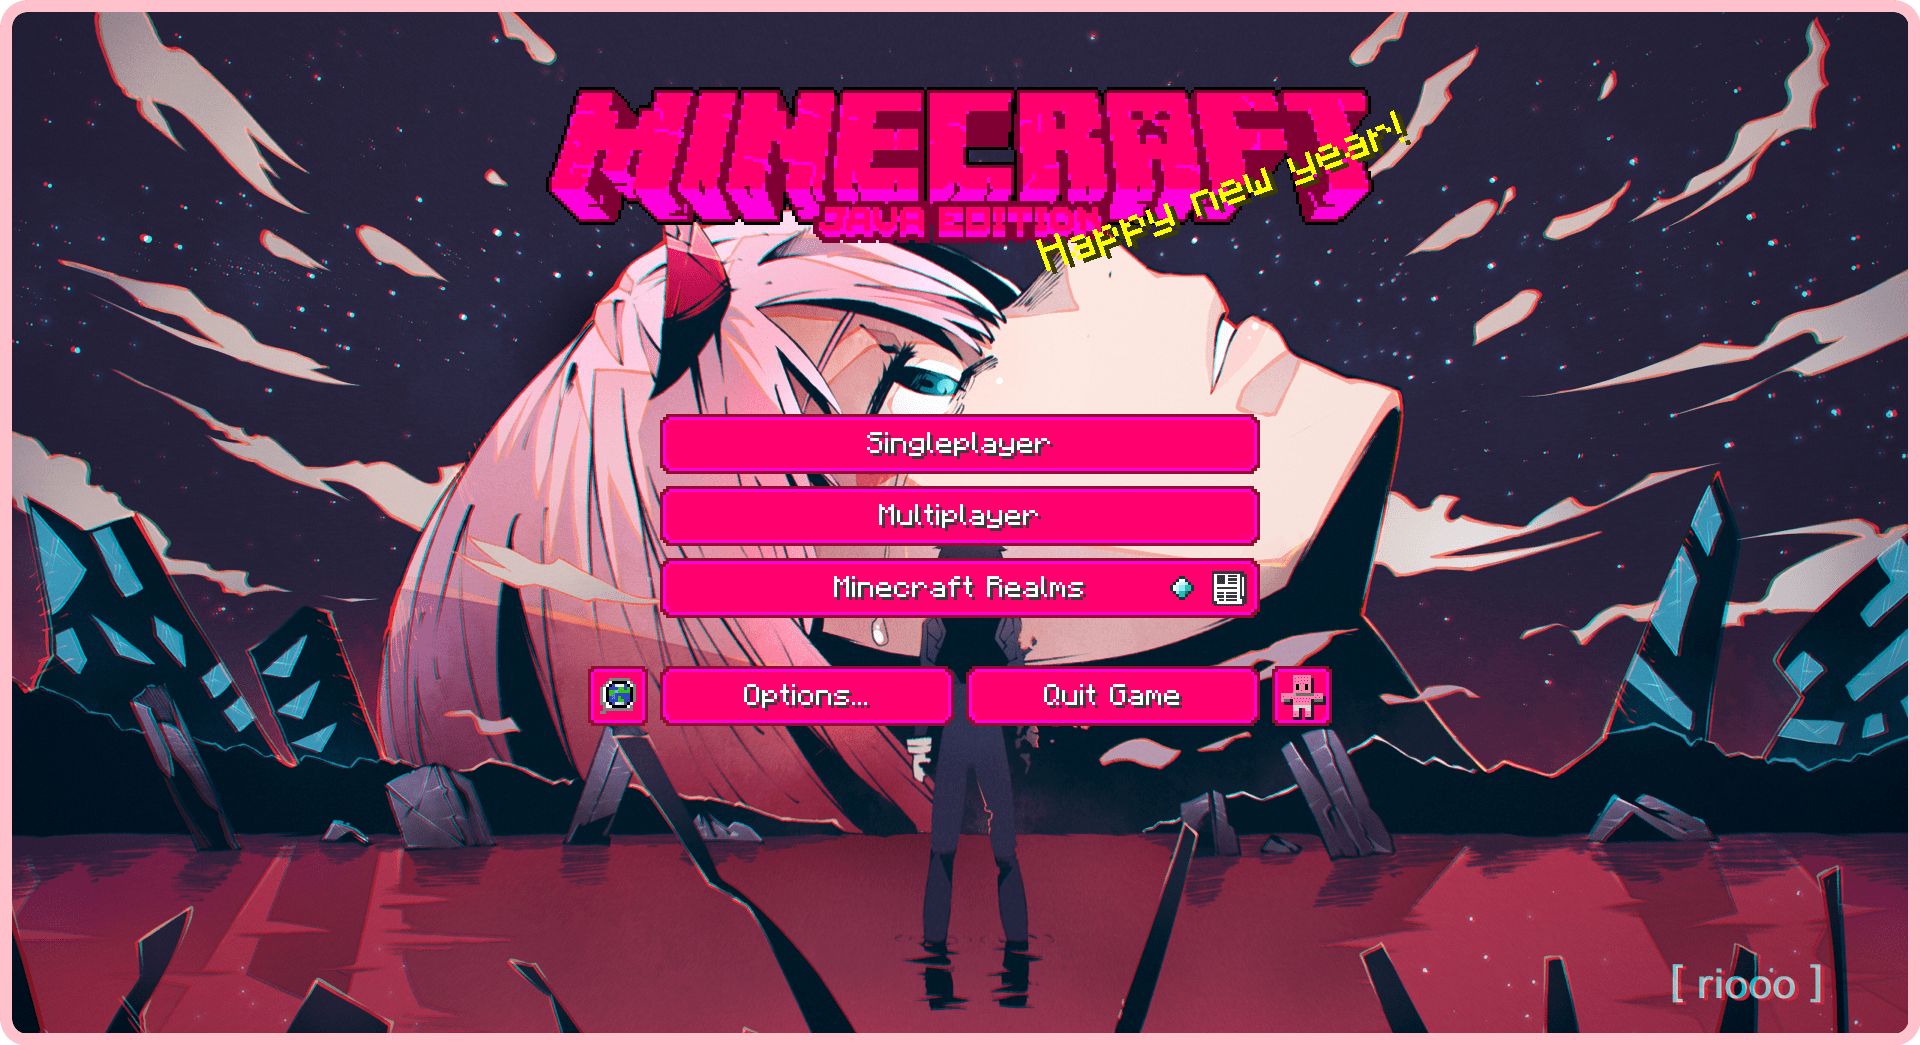 MINECRAFT
JAVA EDITION
Happy new year!
Singleplayer
Multiplayer
Minecraft Realms
Options...
Quit Game
[ riooo ]